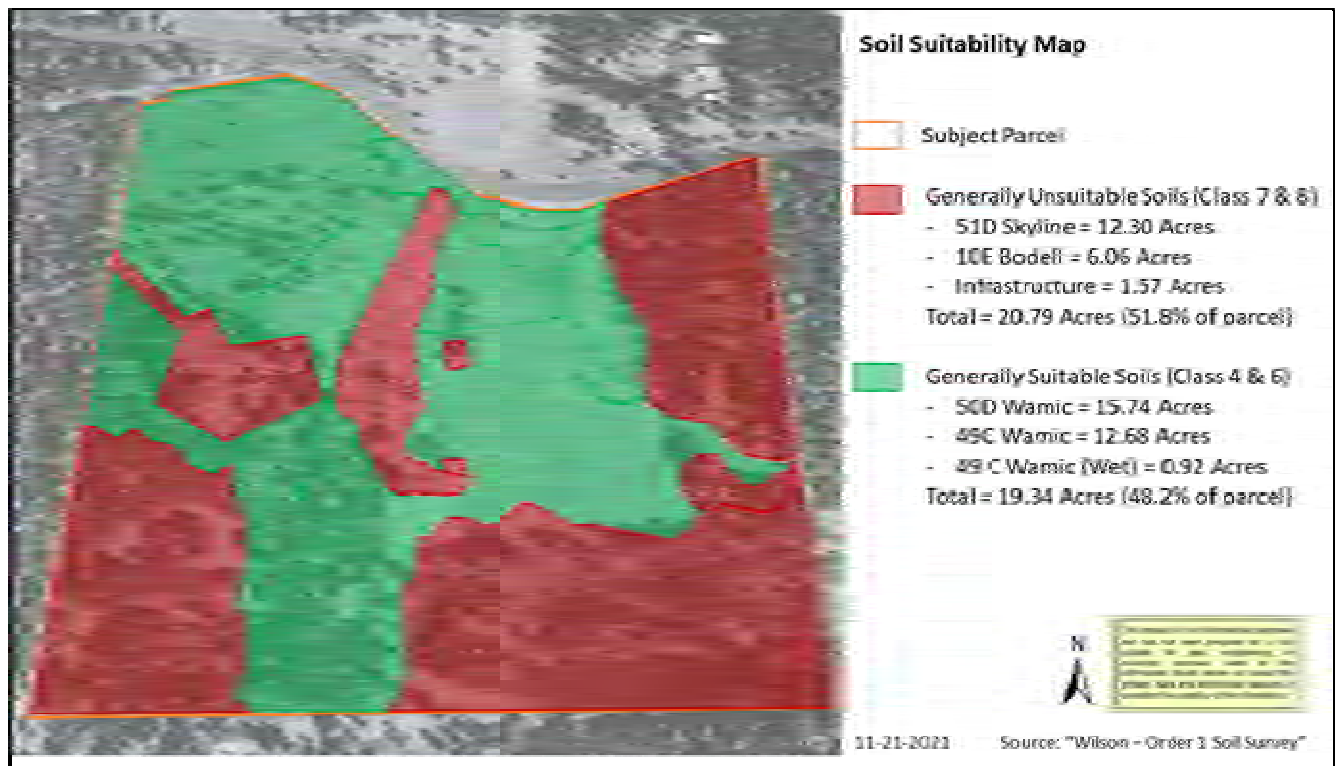 Soil Suitability Map
Subject Parcel
Generally Unsuitable Soils (Class 7 & 8)
- 51D Skyline = 12.30 Acres
- 10E Bodell = 6.06 Acres
- Infrastructure = 1.57 Acres
Total = 20.79 Acres (51.8% of parcel)
Generally Suitable Soils (Class 4 & 6)
- 50D Wamic = 15.74 Acres
- 49C Wamic = 12.68 Acres
- 49 C Wamic (Wet) = 0.92 Acres
Total = 19.34 Acres (48.2% of parcel)
N
11-21-2021
Source: "Wilson – Order 1 Soil Survey"